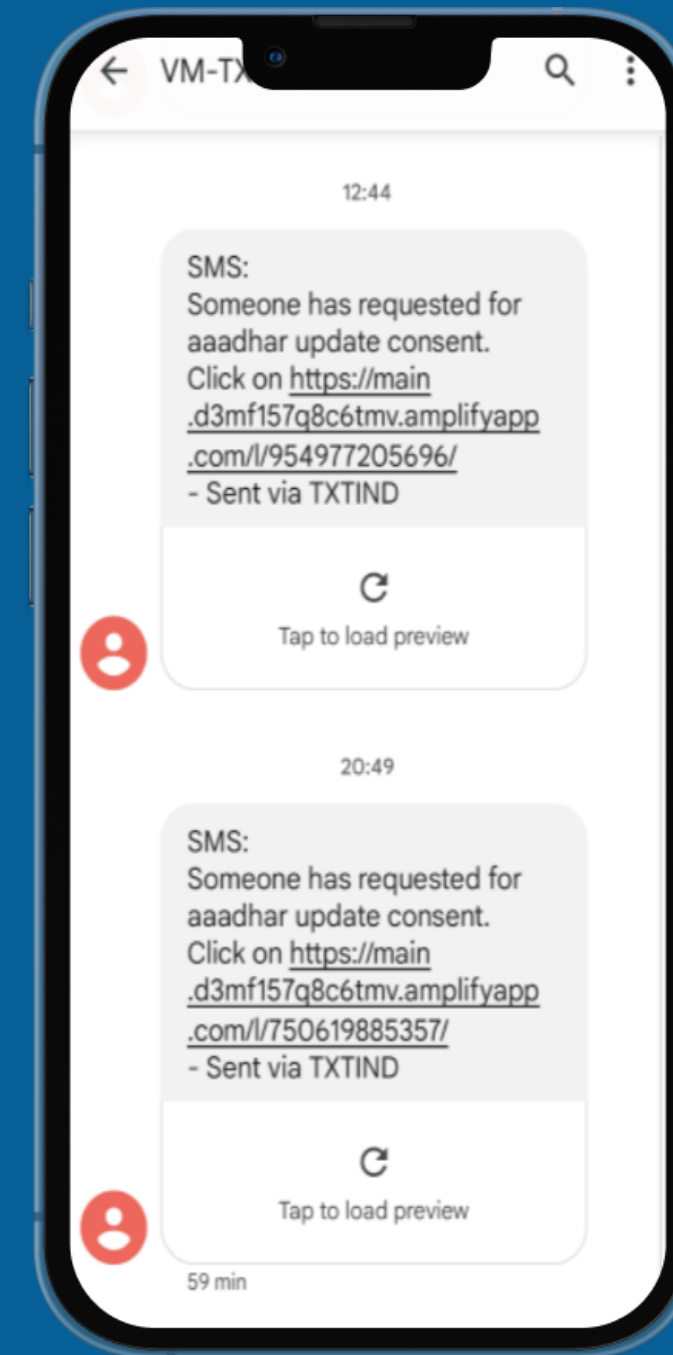 VM-TX
12:44
SMS:
Someone has requested for
aaadhar update consent.
Click on https://main
.d3mf157q8c6tmv.amplifyapp
.com/l/954977205696/
- Sent via TXTIND
Tap to load preview
20:49
SMS:
Someone has requested for
aaadhar update consent.
Click on https://main
.d3mf157q8c6tmv.amplifyapp
.com/l/750619885357/
- Sent via TXTIND
Tap to load preview
59 min